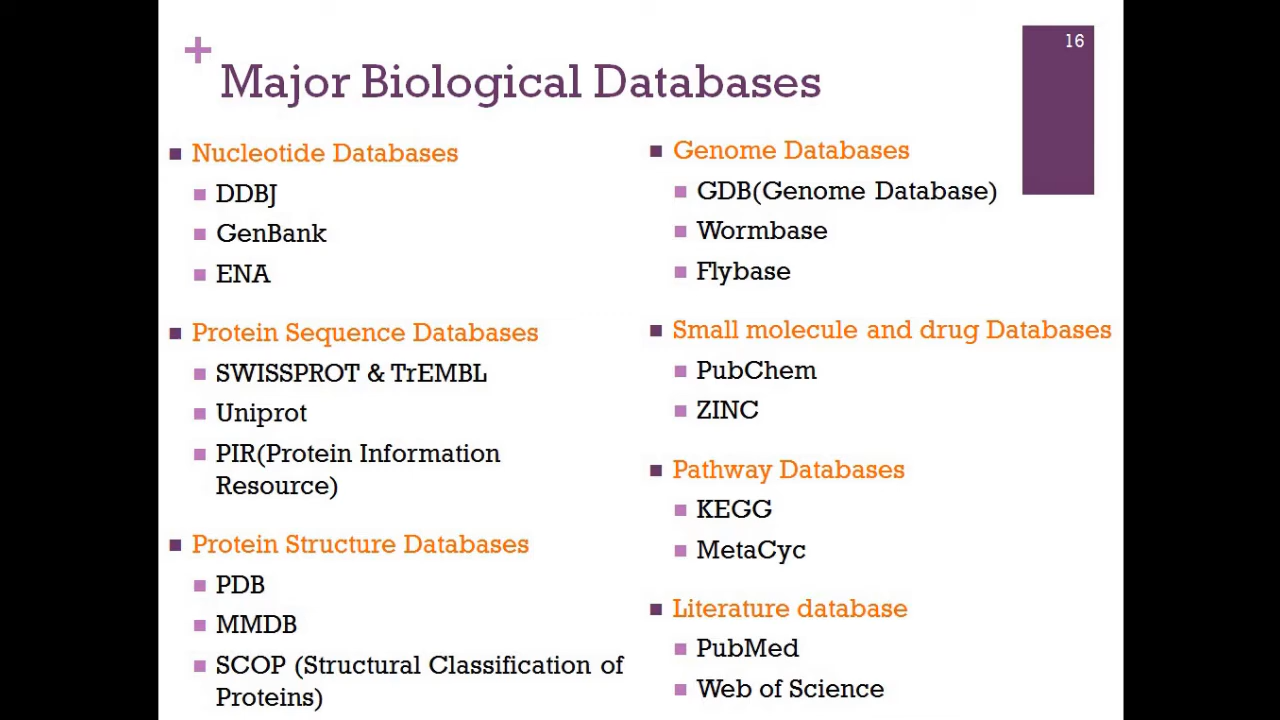 +
16
Major Biological Databases
Nucleotide Databases
DDBJ
GenBank
ENA
Protein Sequence Databases
SWISSPROT & TrEMBL
Uniprot
PIR(Protein Information
Resource)
Protein Structure Databases
PDB
MMDB
SCOP (Structural Classification of
Proteins)
Genome Databases
GDB(Genome Database)
Wormbase
Flybase
Small molecule and drug Databases
PubChem
ZINC
Pathway Databases
KEGG
MetaCyc
Literature database
PubMed
Web of Science